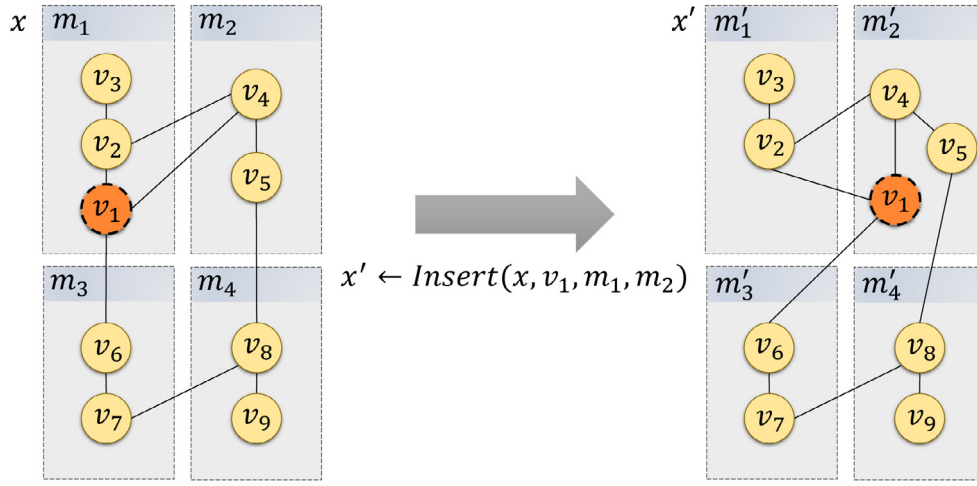 x
m₁
m₂
v₃
v₂
v₁
v₄
v₅
m₃
m₄
v₆
v₇
v₈
v₉
x′ ← Insert(x, v₁, m₁, m₂)
x′
m′₁
m′₂
v₃
v₂
v₄
v₅
v₁
m′₃
m′₄
v₆
v₇
v₈
v₉